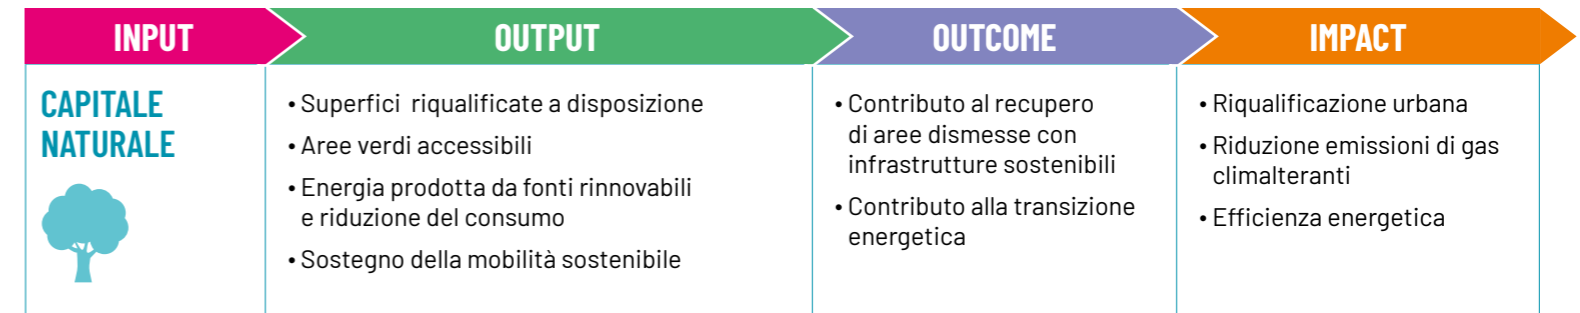 INPUT
OUTPUT
OUTCOME
IMPACT
CAPITALE
NATURALE
• Superfici riqualificate a disposizione
• Aree verdi accessibili
• Energia prodotta da fonti rinnovabili
e riduzione del consumo
• Sostegno della mobilità sostenibile
• Contributo al recupero
di aree dismesse con
infrastrutture sostenibili
• Contributo alla transizione
energetica
• Riqualificazione urbana
• Riduzione emissioni di gas
climalteranti
• Efficienza energetica